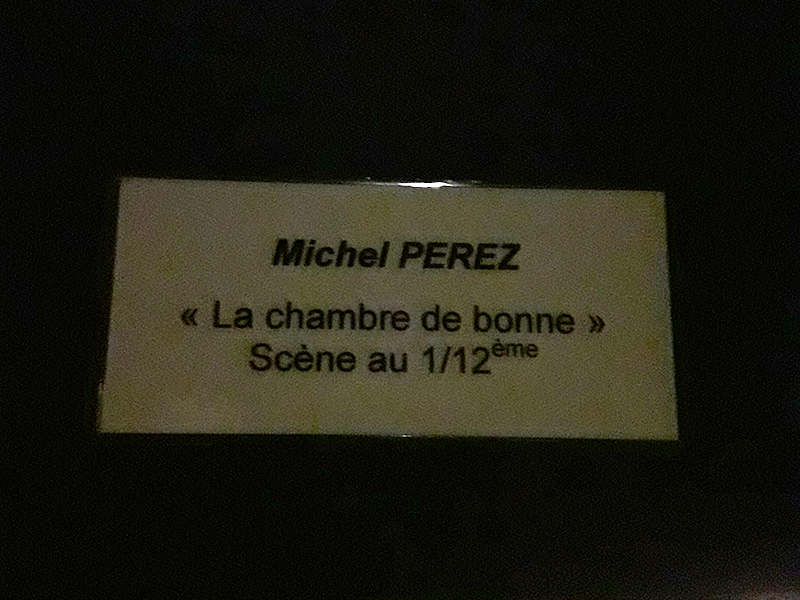 Michel PEREZ
« La chambre de bonne »
Scène au 1/12ème